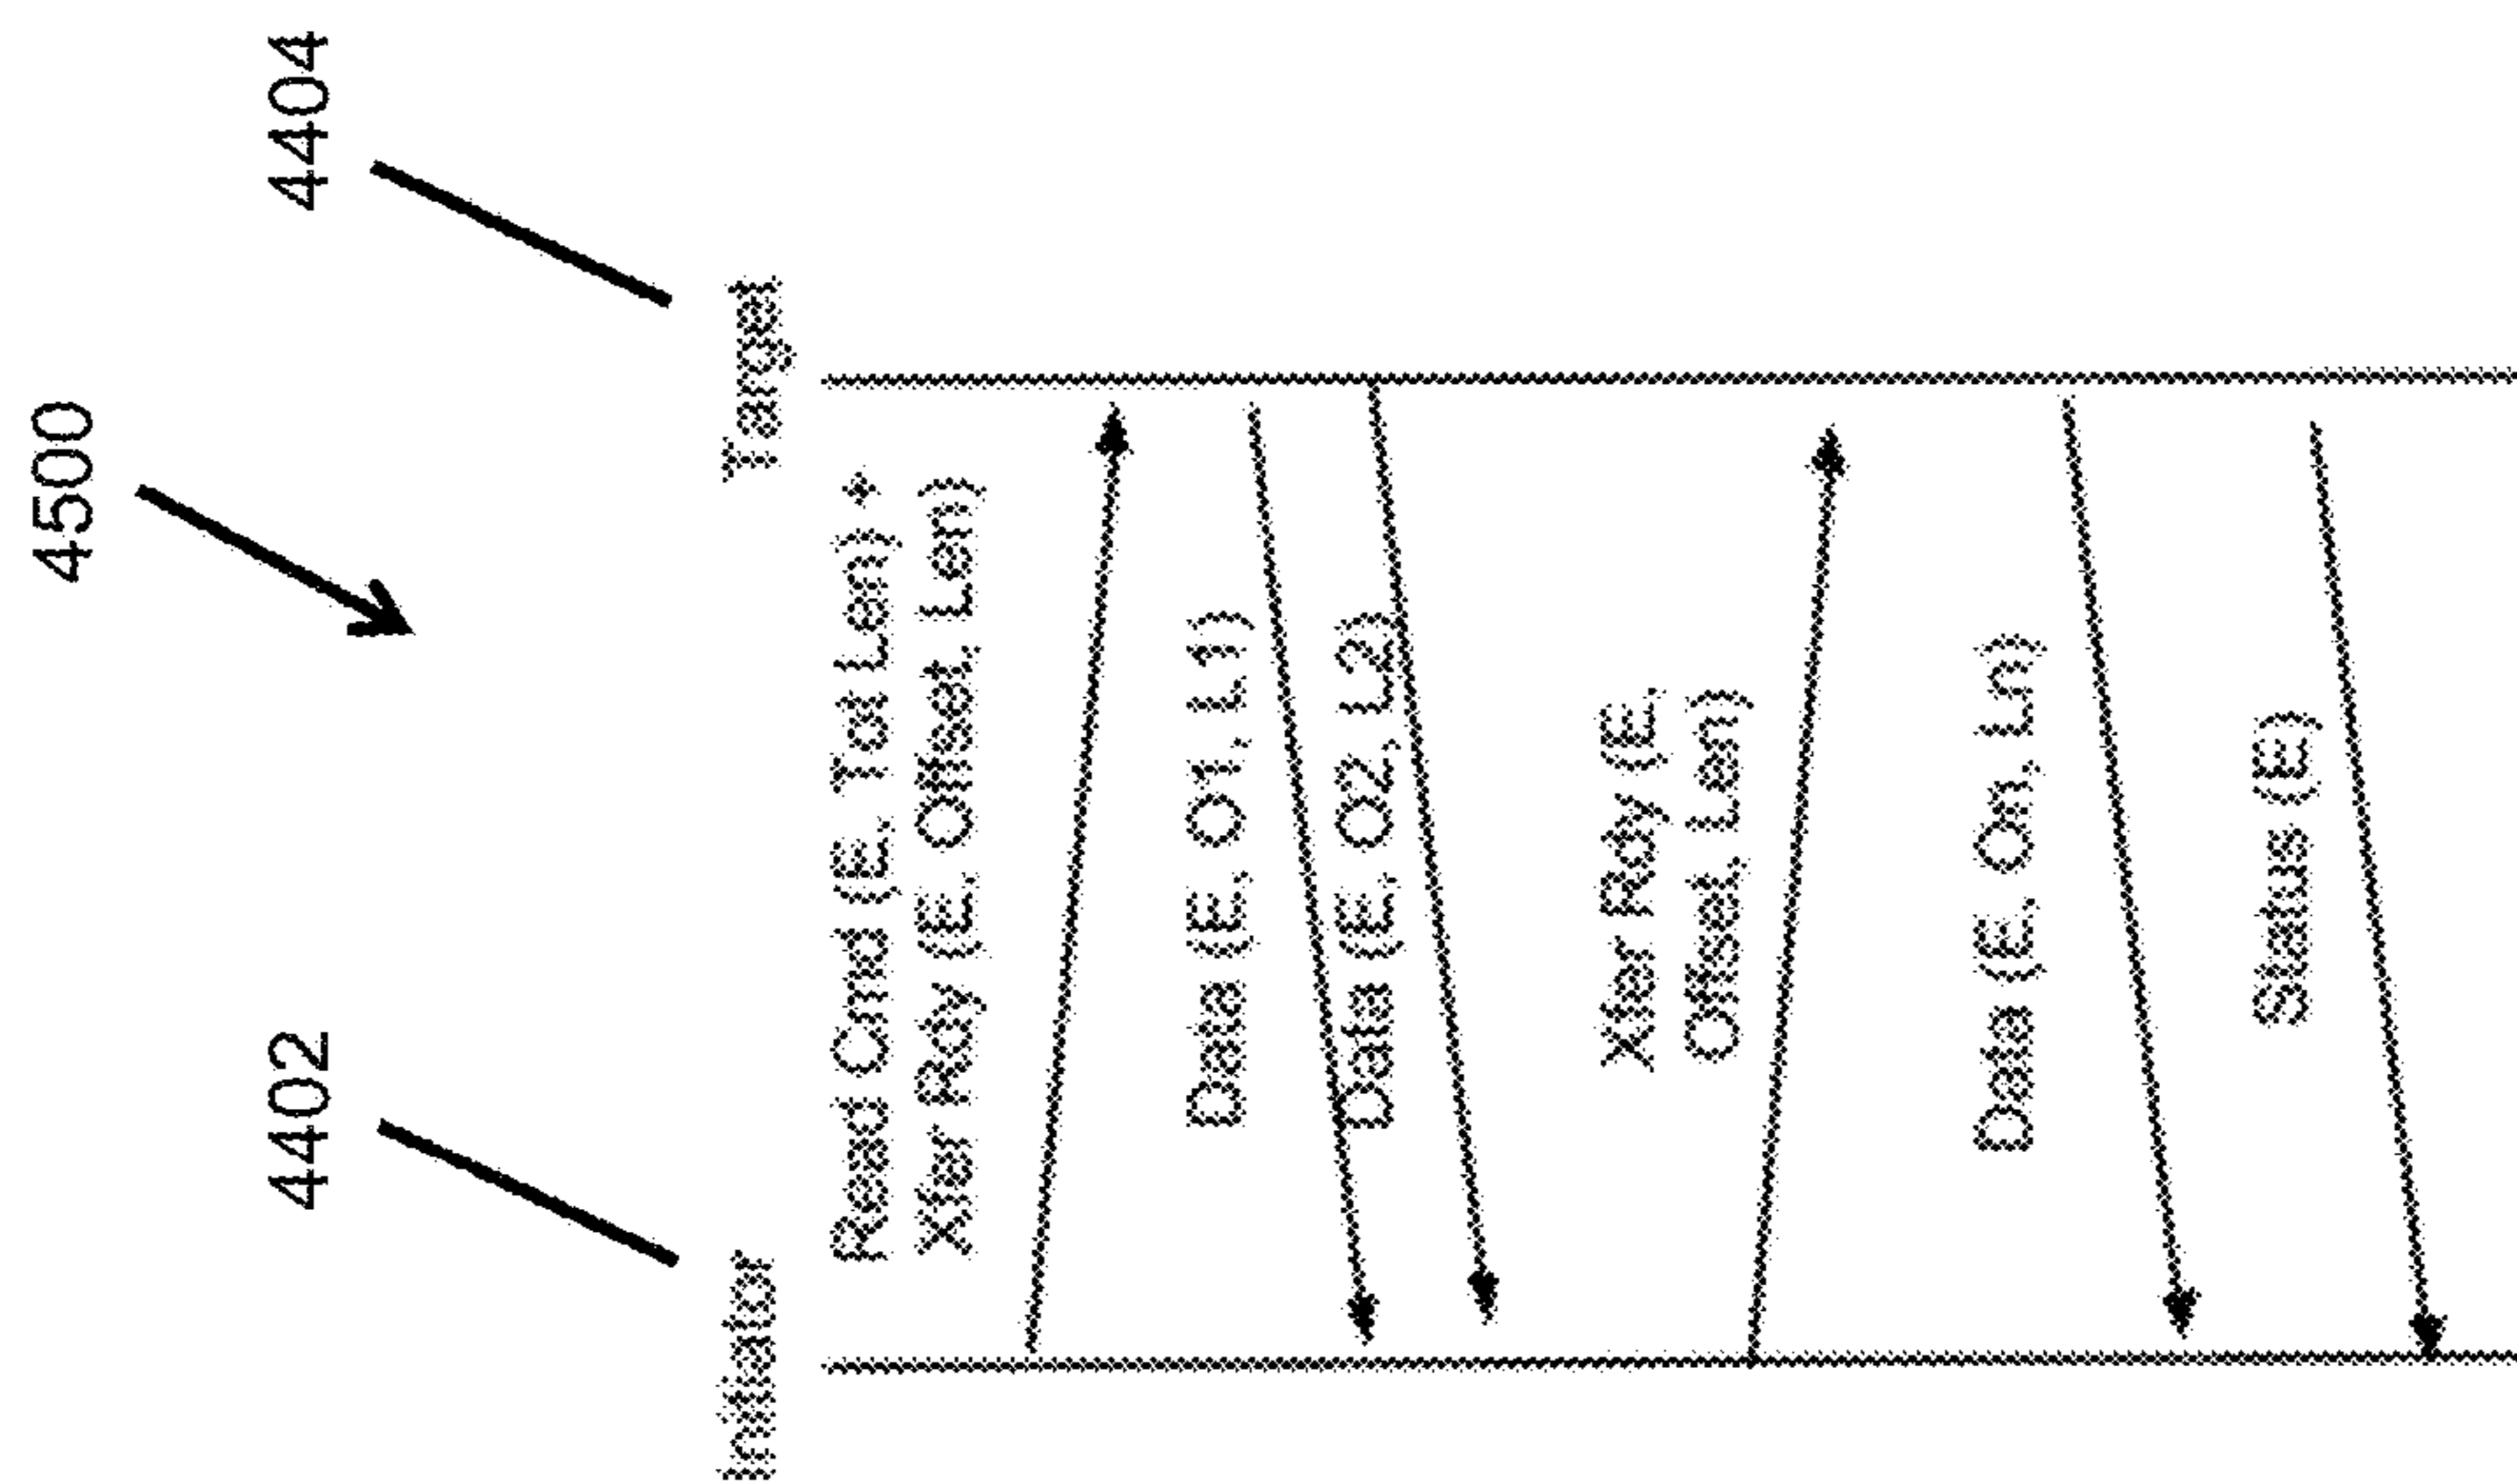 4500
4402
4404
Initiator
Target
Read Cmd (E, Tot Len) +
Xfer Rdy (E, Offset, Len)
Data (E, O1, L1)
Data (E, O2, L2)
Xfer Rdy (E,
Offset, Len)
Data (E, On, Ln)
Status (E)